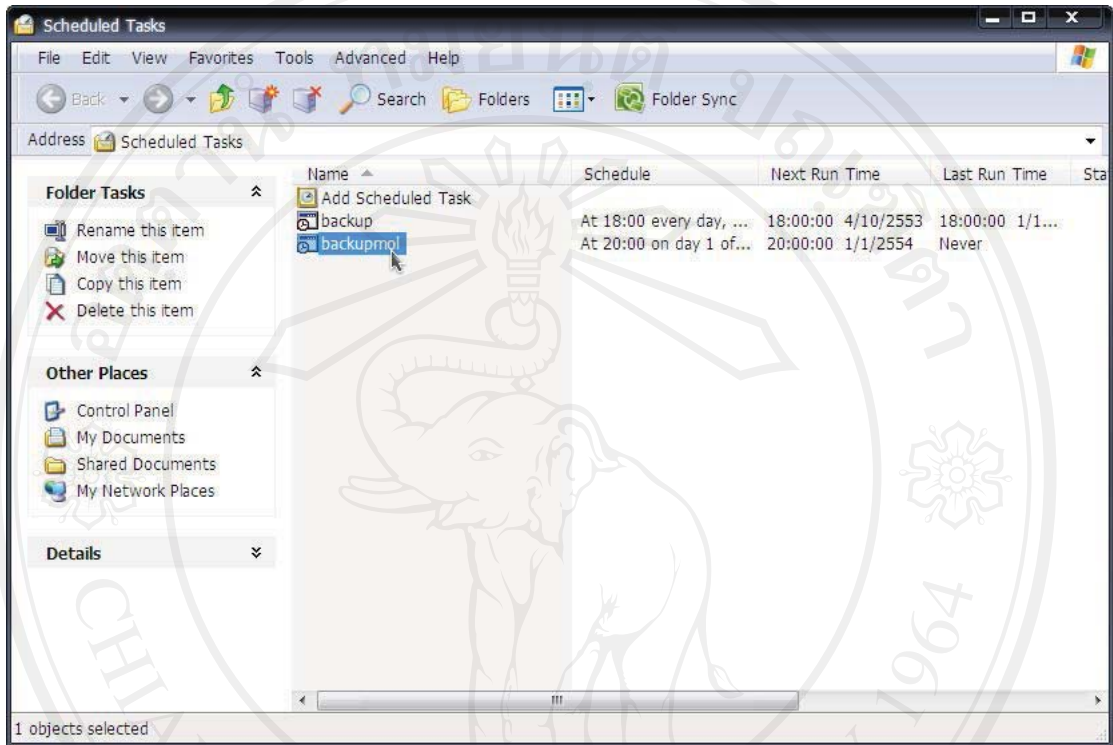 Scheduled Tasks
File Edit View Favorites Tools Advanced Help
Back Search Folders Folder Sync
Address Scheduled Tasks
Folder Tasks
Rename this item
Move this item
Copy this item
Delete this item
Other Places
Control Panel
My Documents
Shared Documents
My Network Places
Details
Name Schedule Next Run Time Last Run Time Sta
Add Scheduled Task
backup At 18:00 every day, ... 18:00:00 4/10/2553 18:00:00 1/1...
backupmol At 20:00 on day 1 of... 20:00:00 1/1/2554 Never
1 objects selected
1964